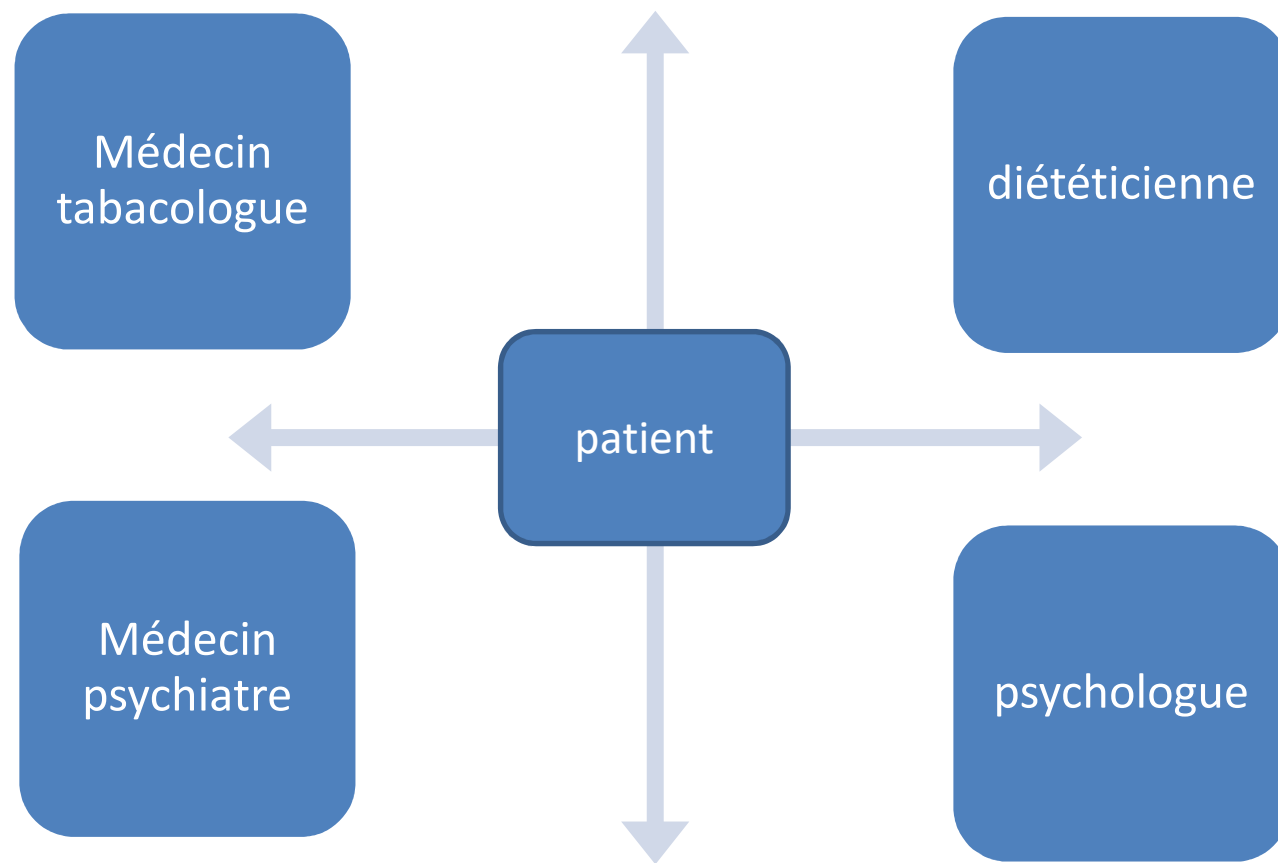 Médecin
tabacologue
diététicienne
patient
Médecin
psychiatre
psychologue